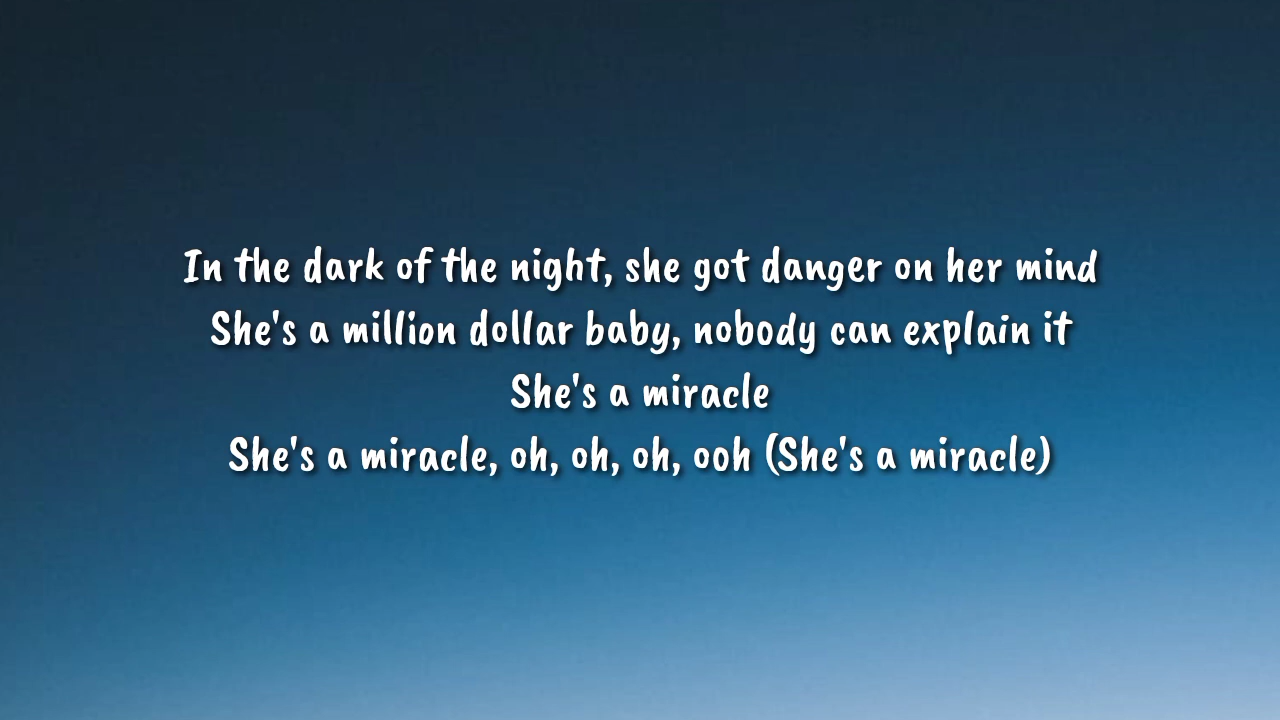 In the dark of the night, she got danger on her mind
She's a million dollar baby, nobody can explain it
She's a miracle
She's a miracle, oh, oh, oh, ooh (She's a miracle)